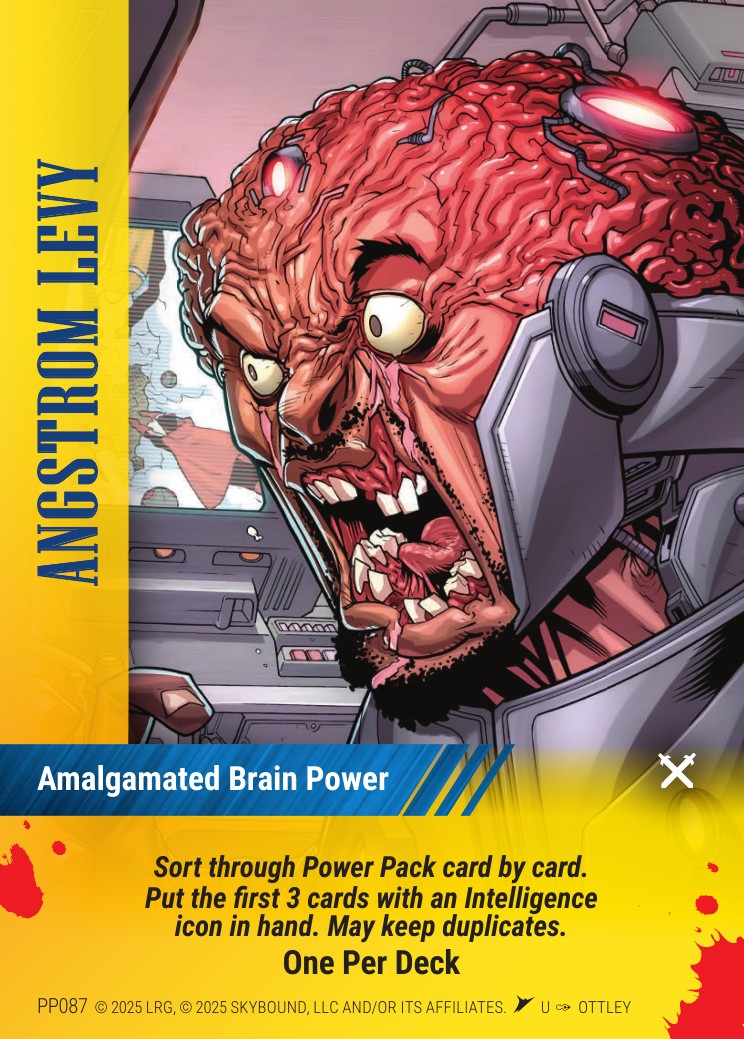 ANGSTROM LEVY
Amalgamated Brain Power
Sort through Power Pack card by card.
Put the first 3 cards with an Intelligence
icon in hand. May keep duplicates.
One Per Deck
PP087 © 2025 LRG, © 2025 SKYBOUND, LLC AND/OR ITS AFFILIATES. U OTTLEY